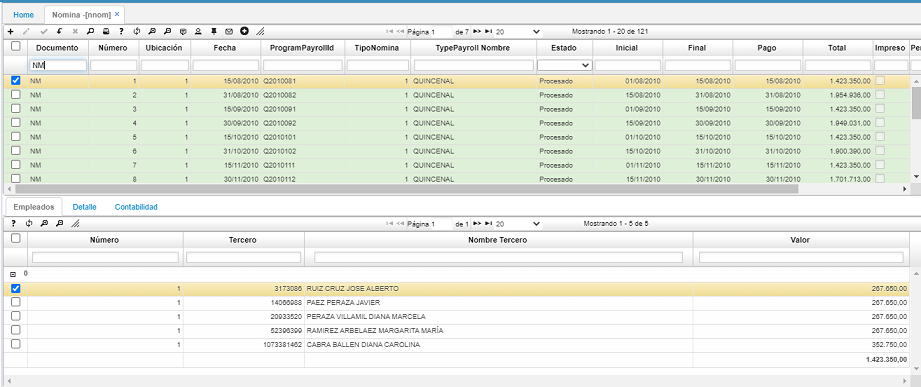 Home Nomina -[nnom] ×
Página 1 de 7 20 Mostrando 1 - 20 de 121
Documento Número Ubicación Fecha ProgramPayrollId TipoNomina TypePayroll Nombre Estado Inicial Final Pago Total Impreso Per
NM
NM 1 1 15/08/2010 Q2010081 1 QUINCENAL Procesado 01/08/2010 15/08/2010 15/08/2010 1.423.350,00
NM 2 1 31/08/2010 Q2010082 1 QUINCENAL Procesado 15/08/2010 31/08/2010 31/08/2010 1.954.936,00
NM 3 1 15/09/2010 Q2010091 1 QUINCENAL Procesado 01/09/2010 15/09/2010 15/09/2010 1.423.350,00
NM 4 1 30/09/2010 Q2010092 1 QUINCENAL Procesado 15/09/2010 30/09/2010 30/09/2010 1.949.031,00
NM 5 1 15/10/2010 Q2010101 1 QUINCENAL Procesado 01/10/2010 15/10/2010 15/10/2010 1.423.350,00
NM 6 1 31/10/2010 Q2010102 1 QUINCENAL Procesado 15/10/2010 31/10/2010 31/10/2010 1.900.390,00
NM 7 1 15/11/2010 Q2010111 1 QUINCENAL Procesado 01/11/2010 15/11/2010 15/11/2010 1.423.350,00
NM 8 1 30/11/2010 Q2010112 1 QUINCENAL Procesado 15/11/2010 30/11/2010 30/11/2010 1.701.713,00
Empleados Detalle Contabilidad
Página 1 de 1 20 Mostrando 1 - 5 de 5
Número Tercero Nombre Tercero Valor
0
1 3173086 RUIZ CRUZ JOSE ALBERTO 267.650,00
1 14066988 PAEZ PERAZA JAVIER 267.650,00
1 20933520 PERAZA VILLAMIL DIANA MARCELA 267.650,00
1 52396399 RAMIREZ ARBELAEZ MARGARITA MARÍA 267.650,00
1 1073381462 CABRA BALLEN DIANA CAROLINA 352.750,00
1.423.350,00